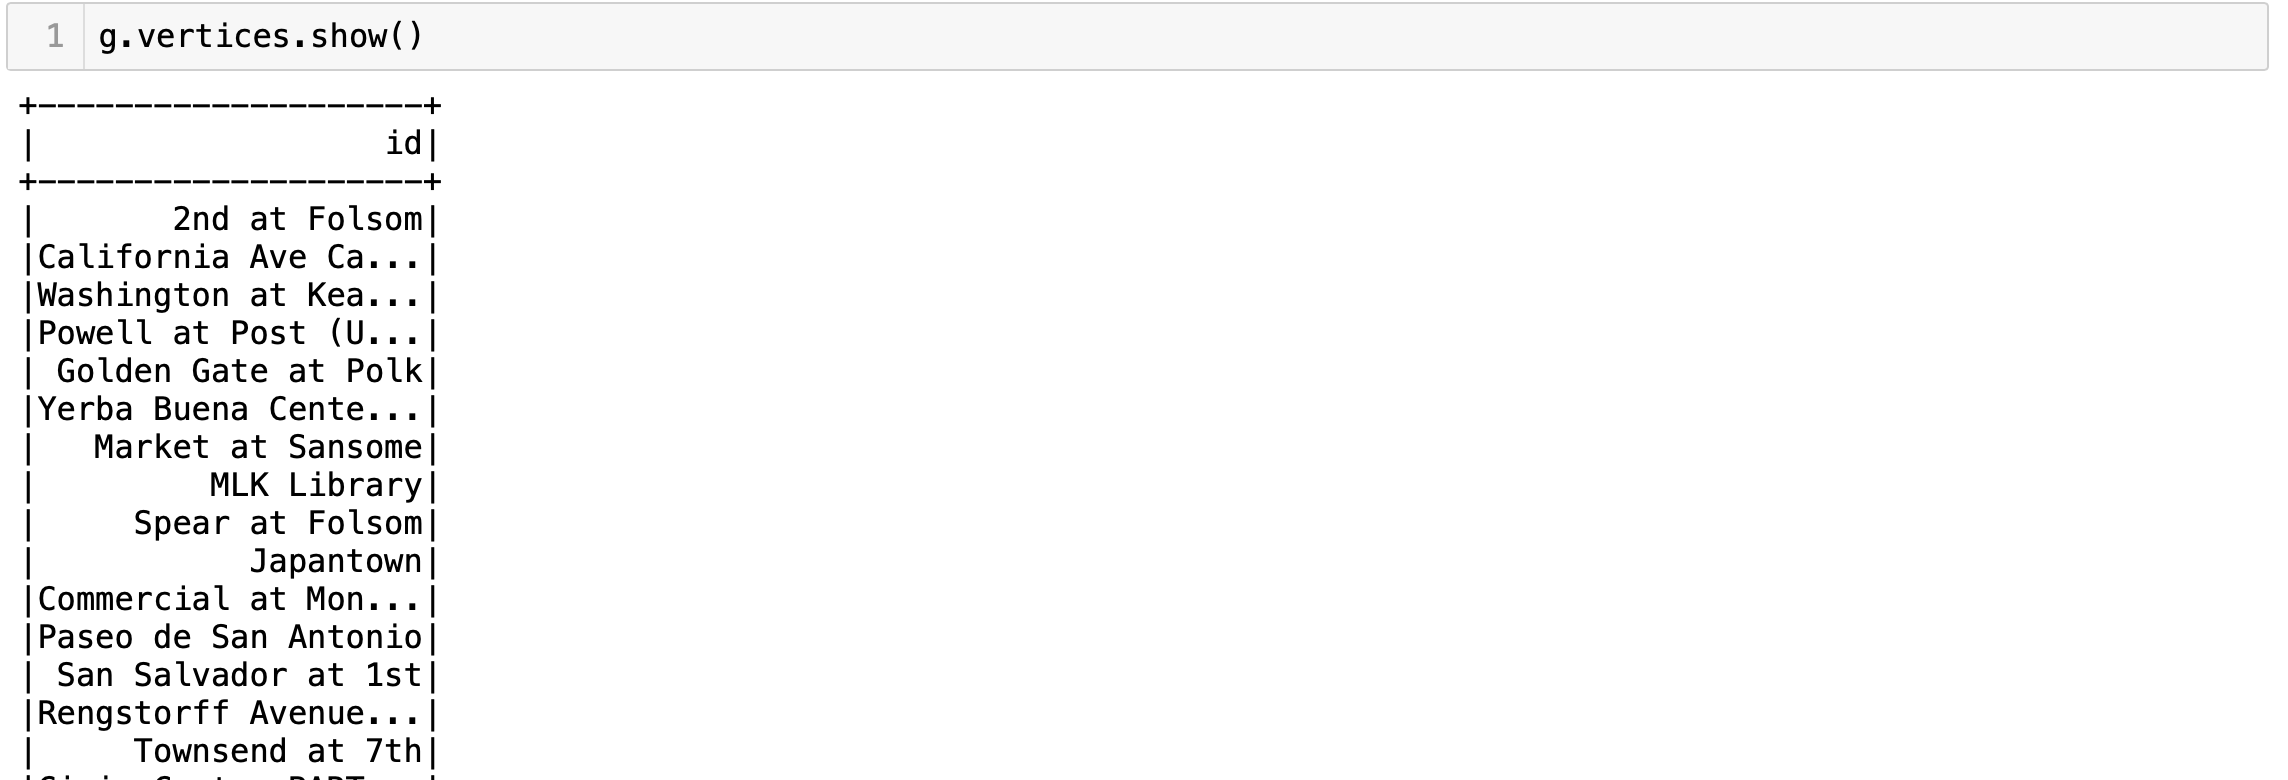 1 g.vertices.show()
+--------------------+
|                  id|
+--------------------+
|       2nd at Folsom|
|California Ave Ca...|
|Washington at Kea...|
|Powell at Post (U...|
| Golden Gate at Polk|
|Yerba Buena Cente...|
|   Market at Sansome|
|         MLK Library|
|     Spear at Folsom|
|           Japantown|
|Commercial at Mon...|
|Paseo de San Antonio|
| San Salvador at 1st|
|Rengstorff Avenue...|
|     Townsend at 7th|